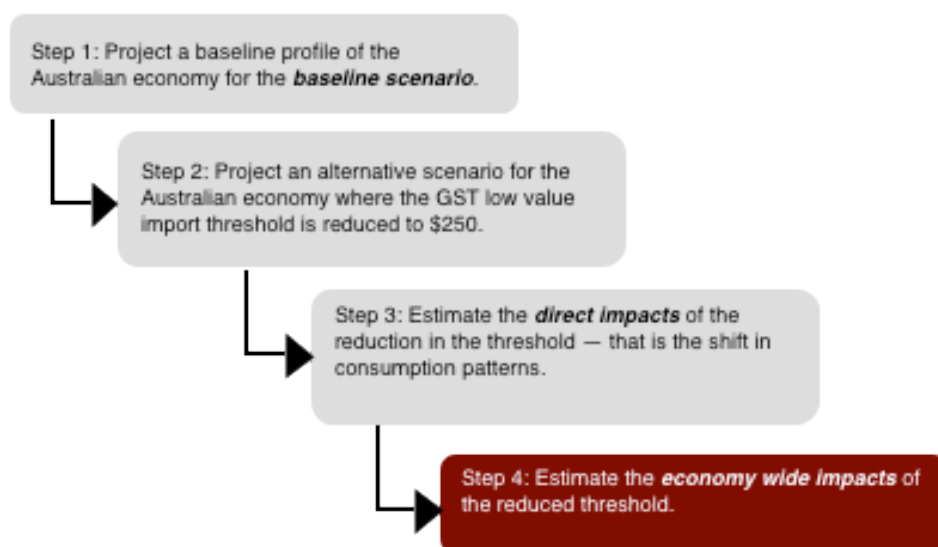 Step 1: Project a baseline profile of the
Australian economy for the baseline scenario.
Step 2: Project an alternative scenario for the
Australian economy where the GST low value
import threshold is reduced to $250.
Step 3: Estimate the direct impacts of the
reduction in the threshold — that is the shift in
consumption patterns.
Step 4: Estimate the economy wide impacts of
the reduced threshold.